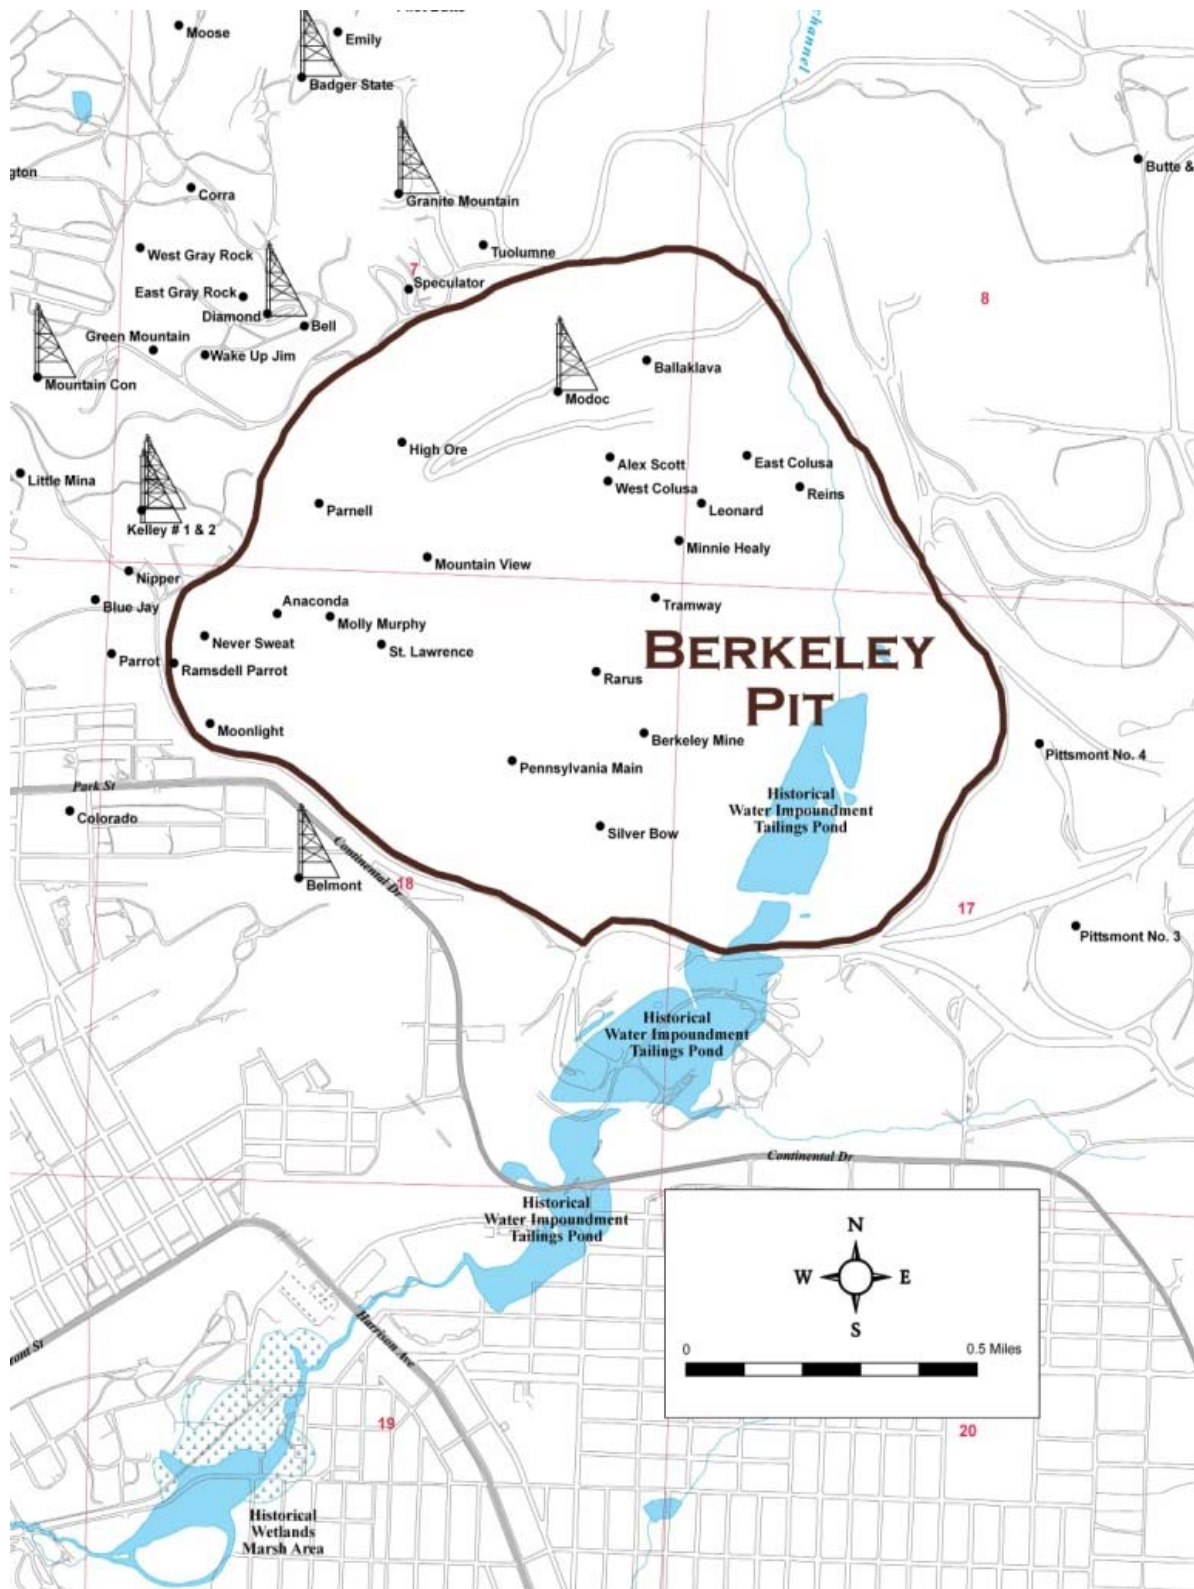 Moose
Emily
Badger State
Channel
Butte &
Corra
Granite Mountain
West Gray Rock
Tuolumne
7
Speculator
East Gray Rock
8
Diamond
Bell
Green Mountain
Wake Up Jim
Mountain Con
Ballaklava
Modoc
High Ore
Alex Scott
East Colusa
Little Mina
West Colusa
Reins
Parnell
Leonard
Kelley # 1 & 2
Minnie Healy
Mountain View
Nipper
Anaconda
Blue Jay
Tramway
Molly Murphy
Never Sweat
St. Lawrence
BERKELEY
PIT
Parrot
Ramsdell Parrot
Rarus
Moonlight
Berkeley Mine
Pittsmont No. 4
Pennsylvania Main
Park St
Historical
Water Impoundment
Tailings Pond
Colorado
Silver Bow
Continental Dr
Belmont
18
17
Pittsmont No. 3
Historical
Water Impoundment
Tailings Pond
Continental Dr
Historical
Water Impoundment
Tailings Pond
N
W E
S
Harrison Ave
0 0.5 Miles
19
20
Historical
Wetlands
Marsh Area